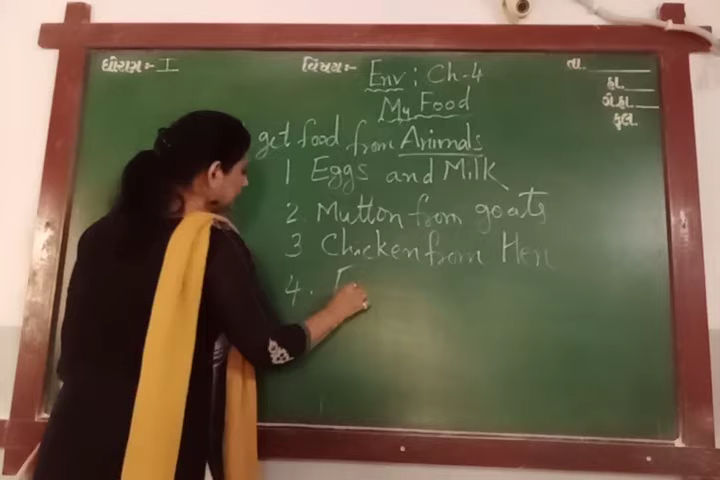 ધોરણ:- I વિષય:- Env : Ch-4 તા.
My Food હા.
ગે.હા.
કુલ
get food from Animals
1 Eggs and Milk
2. Mutton from goats
3 Chicken from Hen
4.